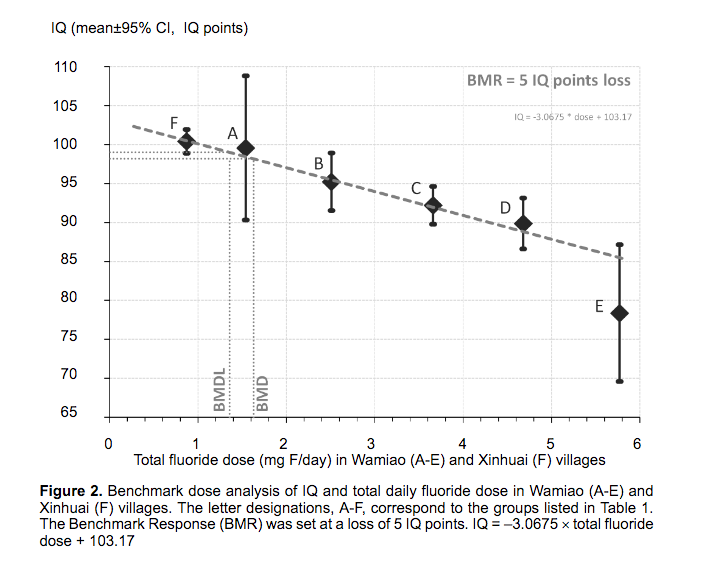 IQ (mean±95% CI, IQ points)
110
105
100
95
90
85
80
75
70
65
BMR = 5 IQ points loss
IQ = -3.0675 * dose + 103.17
F
A
B
C
D
E
BMDL
BMD
0 1 2 3 4 5 6
Total fluoride dose (mg F/day) in Wamiao (A-E) and Xinhuai (F) villages
Figure 2. Benchmark dose analysis of IQ and total daily fluoride dose in Wamiao (A-E) and
Xinhuai (F) villages. The letter designations, A-F, correspond to the groups listed in Table 1.
The Benchmark Response (BMR) was set at a loss of 5 IQ points. IQ = –3.0675 × total fluoride
dose + 103.17